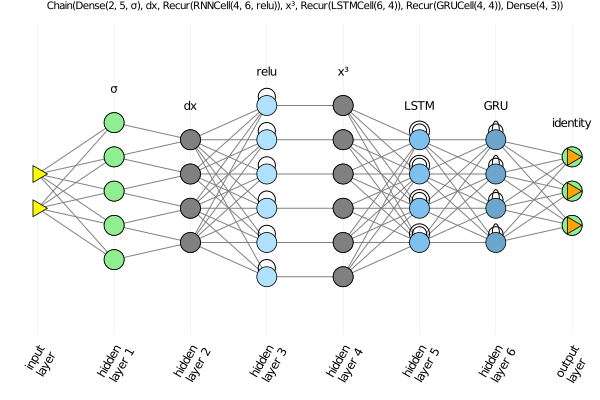 Chain(Dense(2, 5, σ), dx, Recur(RNNCell(4, 6, relu)), x³, Recur(LSTMCell(6, 4)), Recur(GRUCell(4, 4)), Dense(4, 3))
σ
dx
relu
x³
LSTM
GRU
identity
input
layer
hidden
layer 1
hidden
layer 2
hidden
layer 3
hidden
layer 4
hidden
layer 5
hidden
layer 6
output
layer